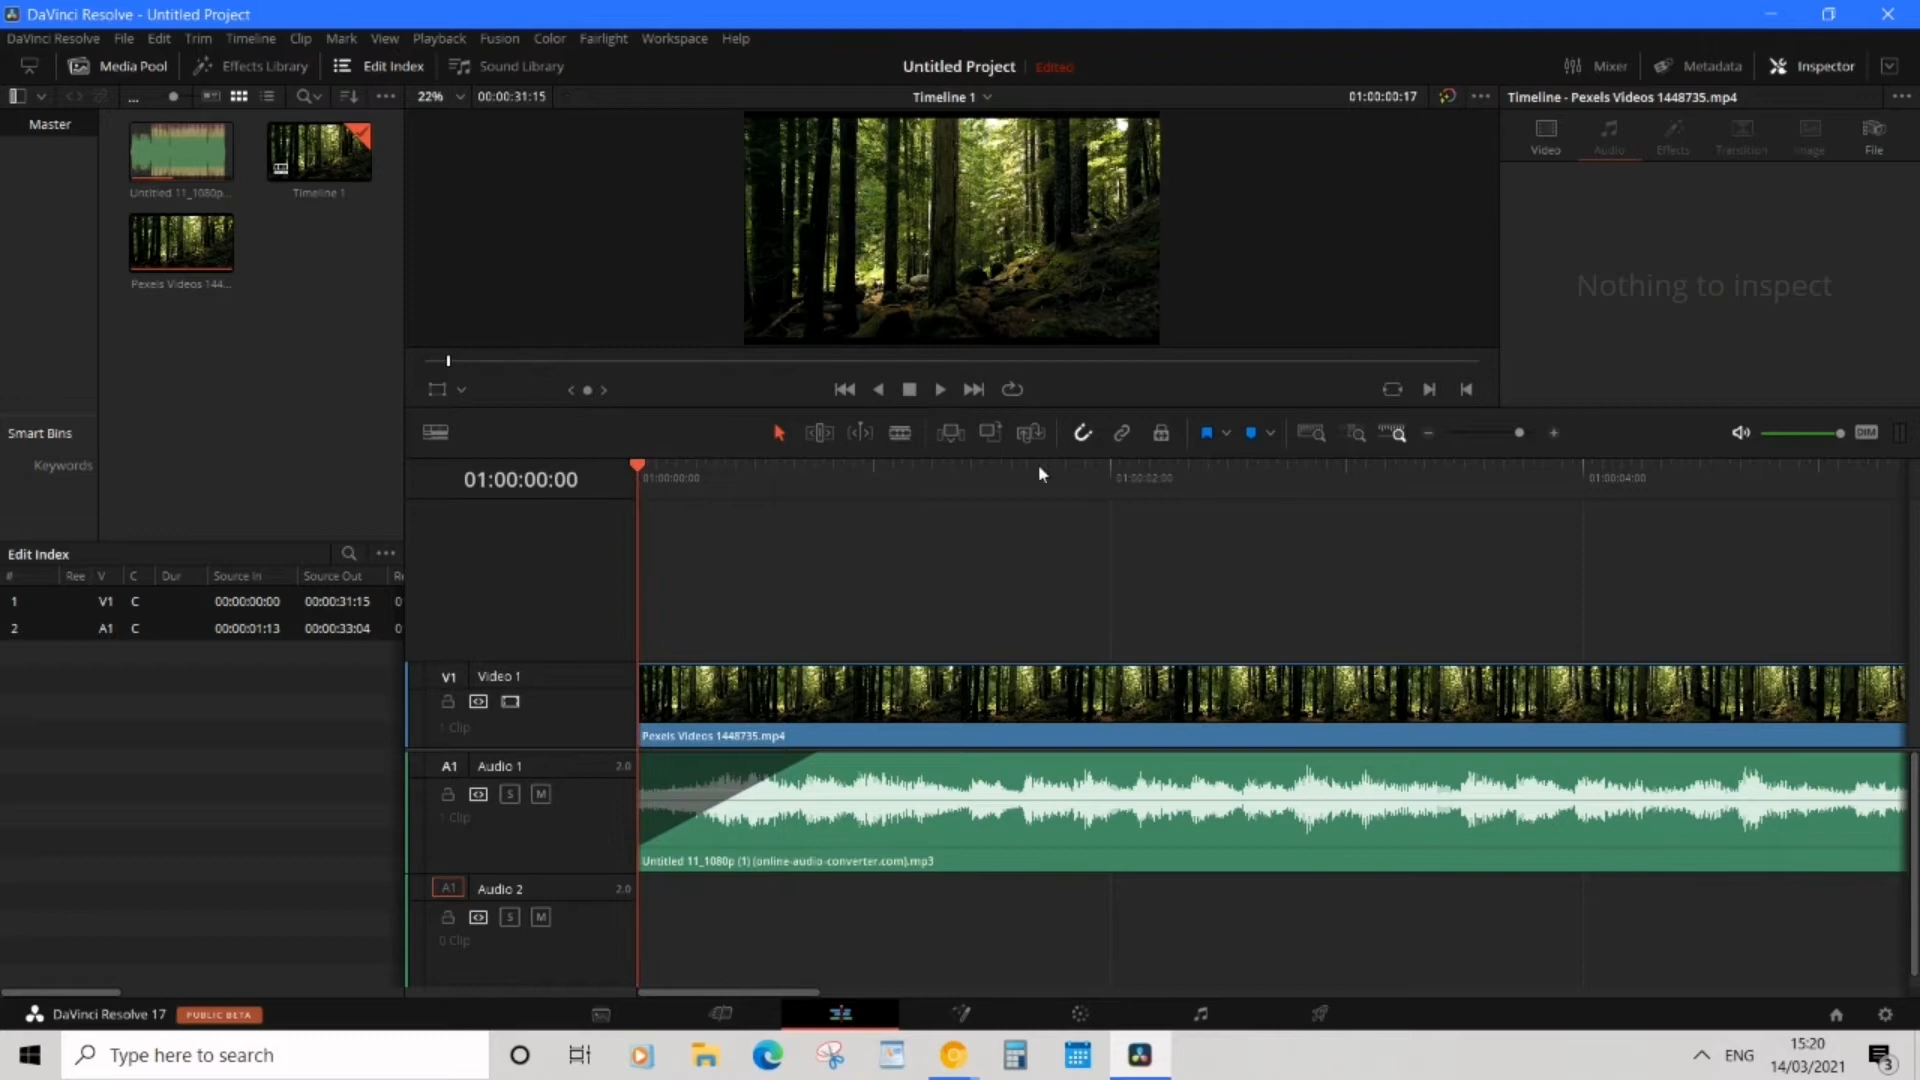 DaVinci Resolve - Untitled Project
DaVinci Resolve File Edit Trim Timeline Clip Mark View Playback Fusion Color Fairlight Workspace Help
Media Pool Effects Library Edit Index Sound Library Untitled Project Edited Mixer Metadata Inspector
... 22% 00:00:31:15 Timeline 1 01:00:00:17 Timeline - Pexels Videos 1448735.mp4
Master
Video Audio Effects Transition Image File
Untitled 11_1080p... Timeline 1
Pexels Videos 144...
Nothing to inspect
Smart Bins
Keywords
DIM
01:00:00:00 01:00:00:00 01:00:02:00 01:00:04:00
Edit Index
# Ree V C Dur Source In Source Out Re
1 V1 C 00:00:00:00 00:00:31:15 0
2 A1 C 00:00:01:13 00:00:33:04 0
V1 Video 1
1 Clip
Pexels Videos 1448735.mp4
A1 Audio 1 2.0
S M
1 Clip
Untitled 11_1080p (1) (online-audio-converter.com).mp3
A1 Audio 2 2.0
S M
0 Clip
DaVinci Resolve 17 PUBLIC BETA
Type here to search
ENG
15:20
14/03/2021
3